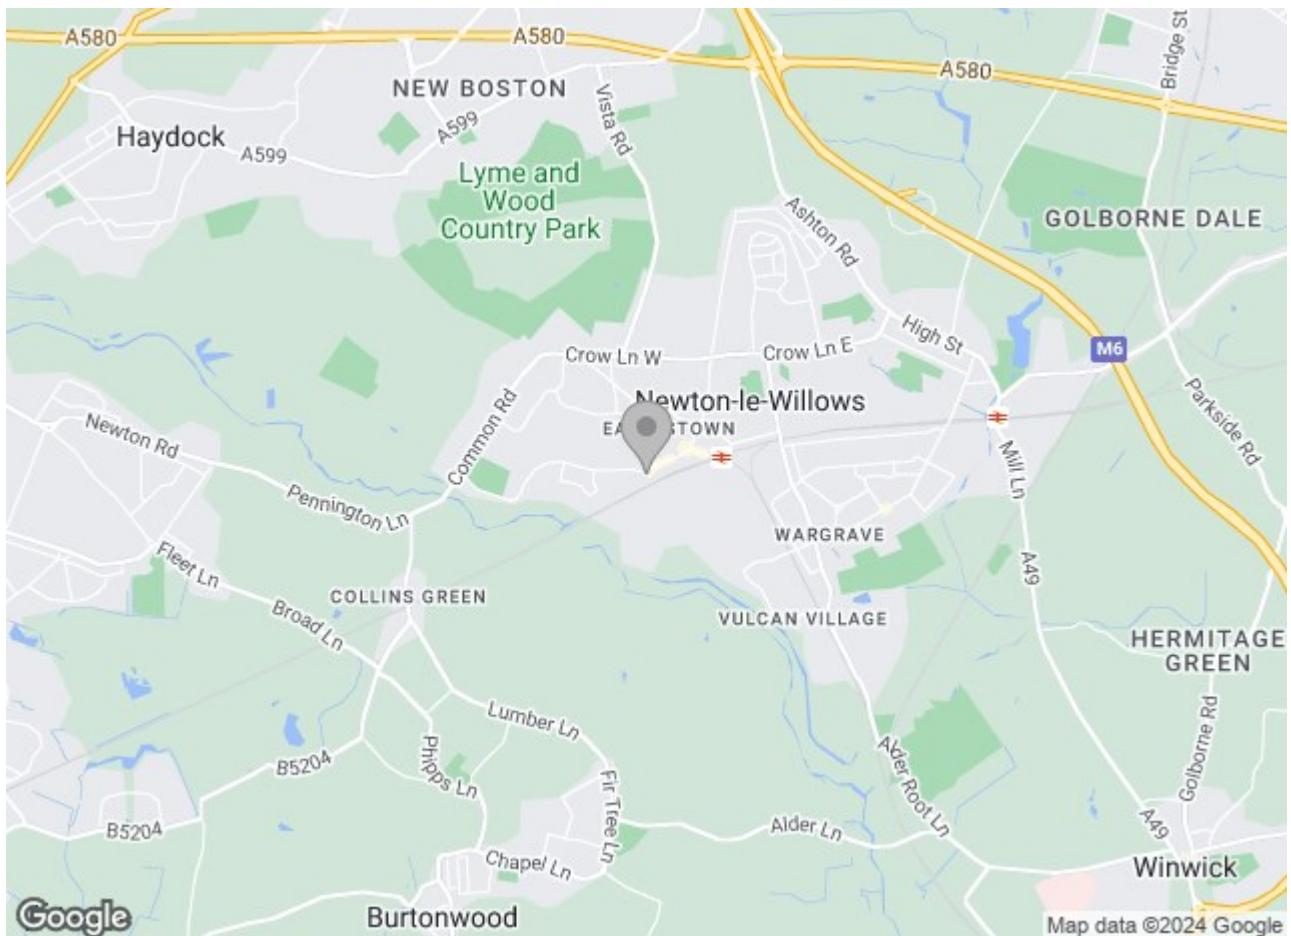 A580
A580
A580
Bridge St
NEW BOSTON
Vista Rd
A599
Haydock
A599
Lyme and
Wood
Country Park
Ashton Rd
GOLBORNE DALE
High St
Crow Ln W
Crow Ln E
M6
Parkside Rd
Newton-le-Willows
Common Rd
Newton Rd
Mill Ln
Pennington Ln
WARGRAVE
Fleet Ln
A49
COLLINS GREEN
Broad Ln
VULCAN VILLAGE
HERMITAGE
GREEN
Lumber Ln
Golborne Rd
Phipps Ln
B5204
Alder Root Ln
Fir Tree Ln
B5204
Alder Ln
A49
Chapel Ln
Winwick
Burtonwood
Google
Map data ©2024 Google